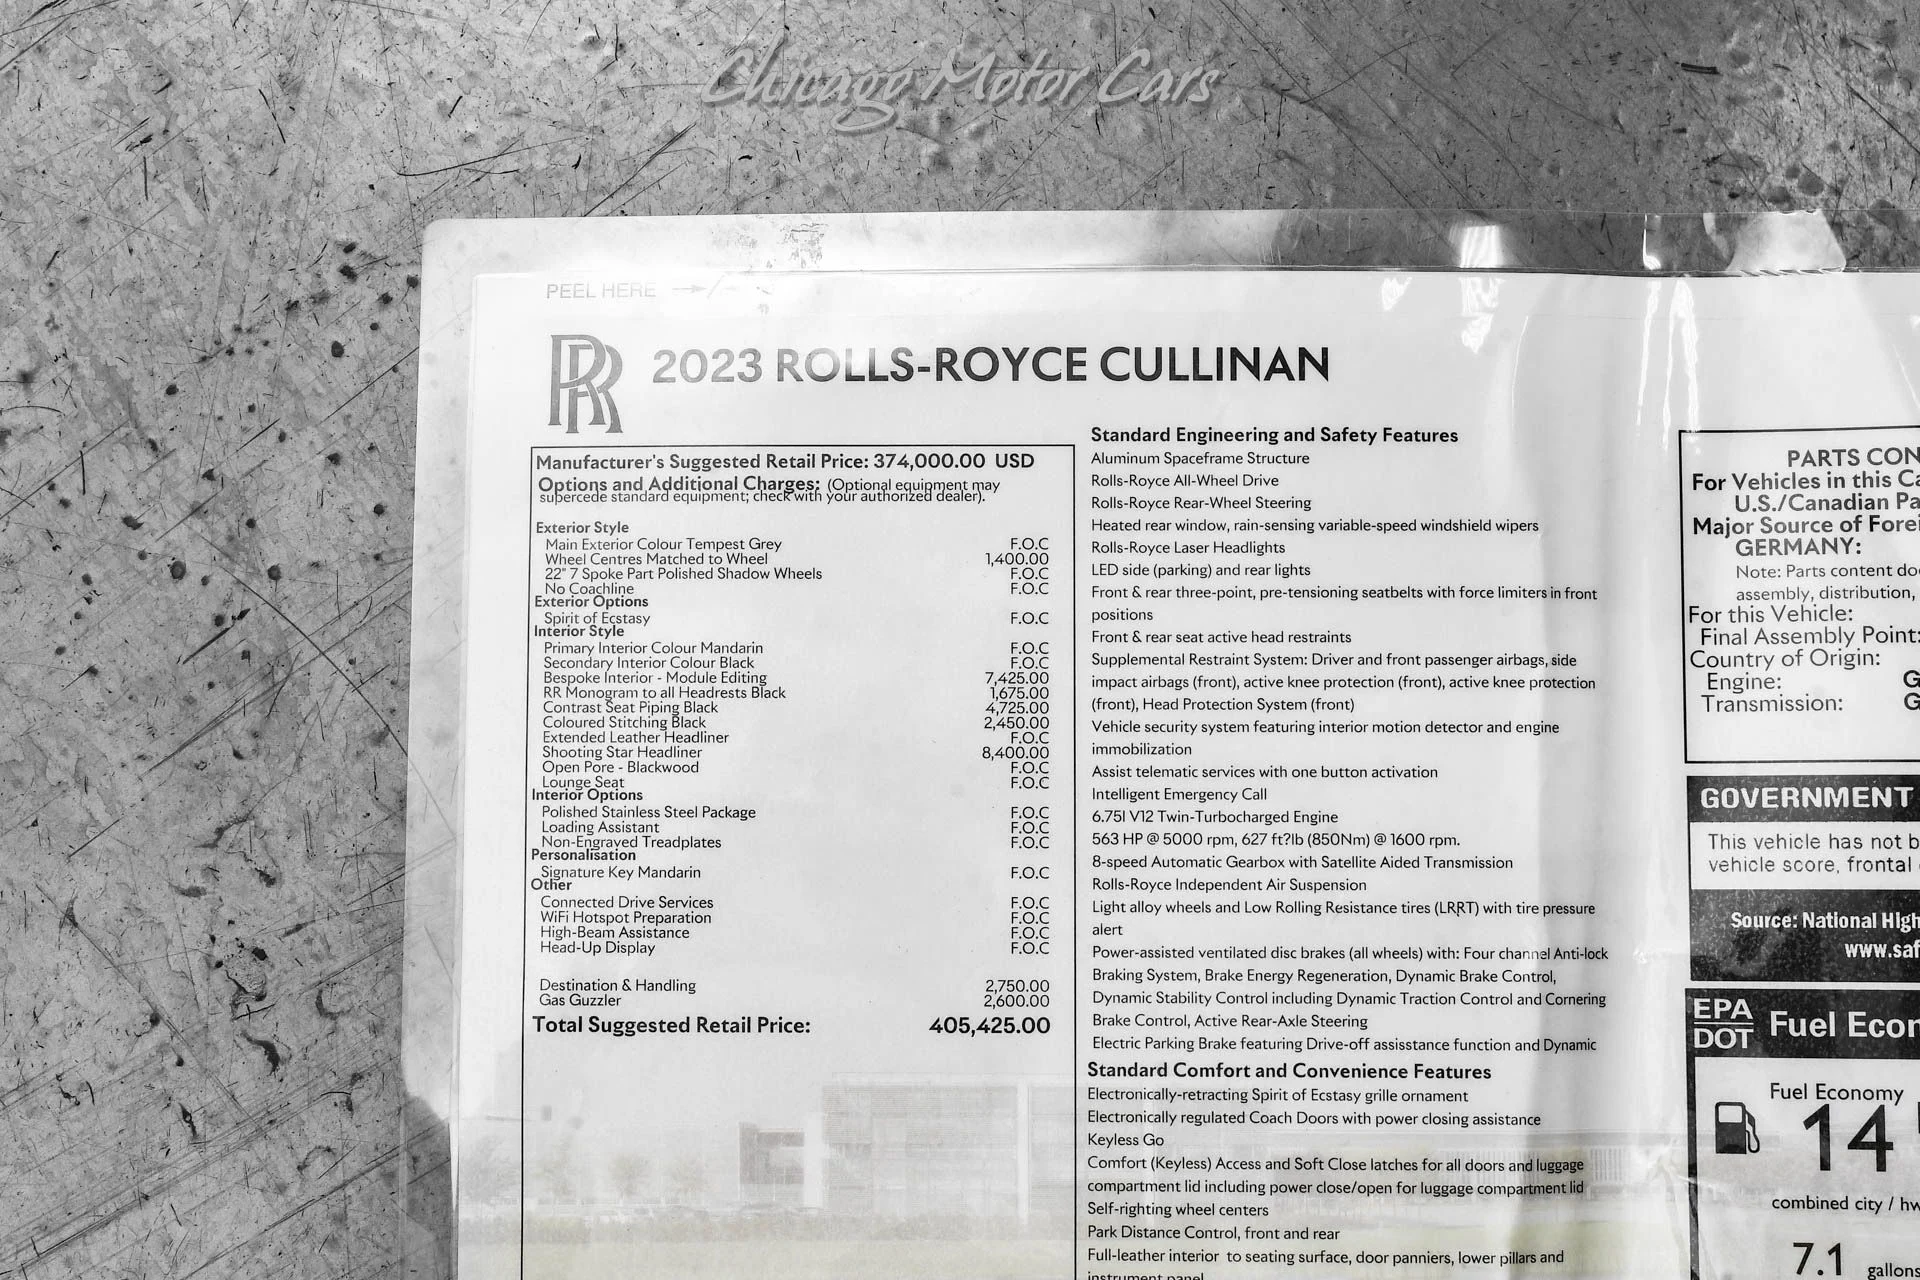 Chicago Motor Cars
PEEL HERE
RR
2023 ROLLS-ROYCE CULLINAN
Manufacturer's Suggested Retail Price: 374,000.00 USD
Options and Additional Charges: (Optional equipment may
supercede standard equipment; check with your authorized dealer).
Exterior Style
Main Exterior Colour Tempest Grey F.O.C
Wheel Centres Matched to Wheel 1,400.00
22" 7 Spoke Part Polished Shadow Wheels F.O.C
No Coachline F.O.C
Exterior Options
Spirit of Ecstasy F.O.C
Interior Style
Primary Interior Colour Mandarin F.O.C
Secondary Interior Colour Black F.O.C
Bespoke Interior - Module Editing 7,425.00
RR Monogram to all Headrests Black 1,675.00
Contrast Seat Piping Black 4,725.00
Coloured Stitching Black 2,450.00
Extended Leather Headliner F.O.C
Shooting Star Headliner 8,400.00
Open Pore - Blackwood F.O.C
Lounge Seat F.O.C
Interior Options
Polished Stainless Steel Package F.O.C
Loading Assistant F.O.C
Non-Engraved Treadplates F.O.C
Personalisation
Signature Key Mandarin F.O.C
Other
Connected Drive Services F.O.C
WiFi Hotspot Preparation F.O.C
High-Beam Assistance F.O.C
Head-Up Display F.O.C
Destination & Handling 2,750.00
Gas Guzzler 2,600.00
Total Suggested Retail Price: 405,425.00
Standard Engineering and Safety Features
Aluminum Spaceframe Structure
Rolls-Royce All-Wheel Drive
Rolls-Royce Rear-Wheel Steering
Heated rear window, rain-sensing variable-speed windshield wipers
Rolls-Royce Laser Headlights
LED side (parking) and rear lights
Front & rear three-point, pre-tensioning seatbelts with force limiters in front
positions
Front & rear seat active head restraints
Supplemental Restraint System: Driver and front passenger airbags, side
impact airbags (front), active knee protection (front), active knee protection
(front), Head Protection System (front)
Vehicle security system featuring interior motion detector and engine
immobilization
Assist telematic services with one button activation
Intelligent Emergency Call
6.75l V12 Twin-Turbocharged Engine
563 HP @ 5000 rpm, 627 ft?lb (850Nm) @ 1600 rpm.
8-speed Automatic Gearbox with Satellite Aided Transmission
Rolls-Royce Independent Air Suspension
Light alloy wheels and Low Rolling Resistance tires (LRRT) with tire pressure
alert
Power-assisted ventilated disc brakes (all wheels) with: Four channel Anti-lock
Braking System, Brake Energy Regeneration, Dynamic Brake Control,
Dynamic Stability Control including Dynamic Traction Control and Cornering
Brake Control, Active Rear-Axle Steering
Electric Parking Brake featuring Drive-off assisstance function and Dynamic
Standard Comfort and Convenience Features
Electronically-retracting Spirit of Ecstasy grille ornament
Electronically regulated Coach Doors with power closing assistance
Keyless Go
Comfort (Keyless) Access and Soft Close latches for all doors and luggage
compartment lid including power close/open for luggage compartment lid
Self-righting wheel centers
Park Distance Control, front and rear
Full-leather interior to seating surface, door panniers, lower pillars and
instrument panel
PARTS CON
For Vehicles in this Ca
U.S./Canadian Pa
Major Source of Forei
GERMANY:
Note: Parts content do
assembly, distribution,
For this Vehicle:
Final Assembly Point:
Country of Origin:
Engine: G
Transmission: G
GOVERNMENT
This vehicle has not b
vehicle score, frontal
Source: National High
www.saf
EPA
DOT
Fuel Econ
Fuel Economy
14
combined city / hw
7.1 gallons